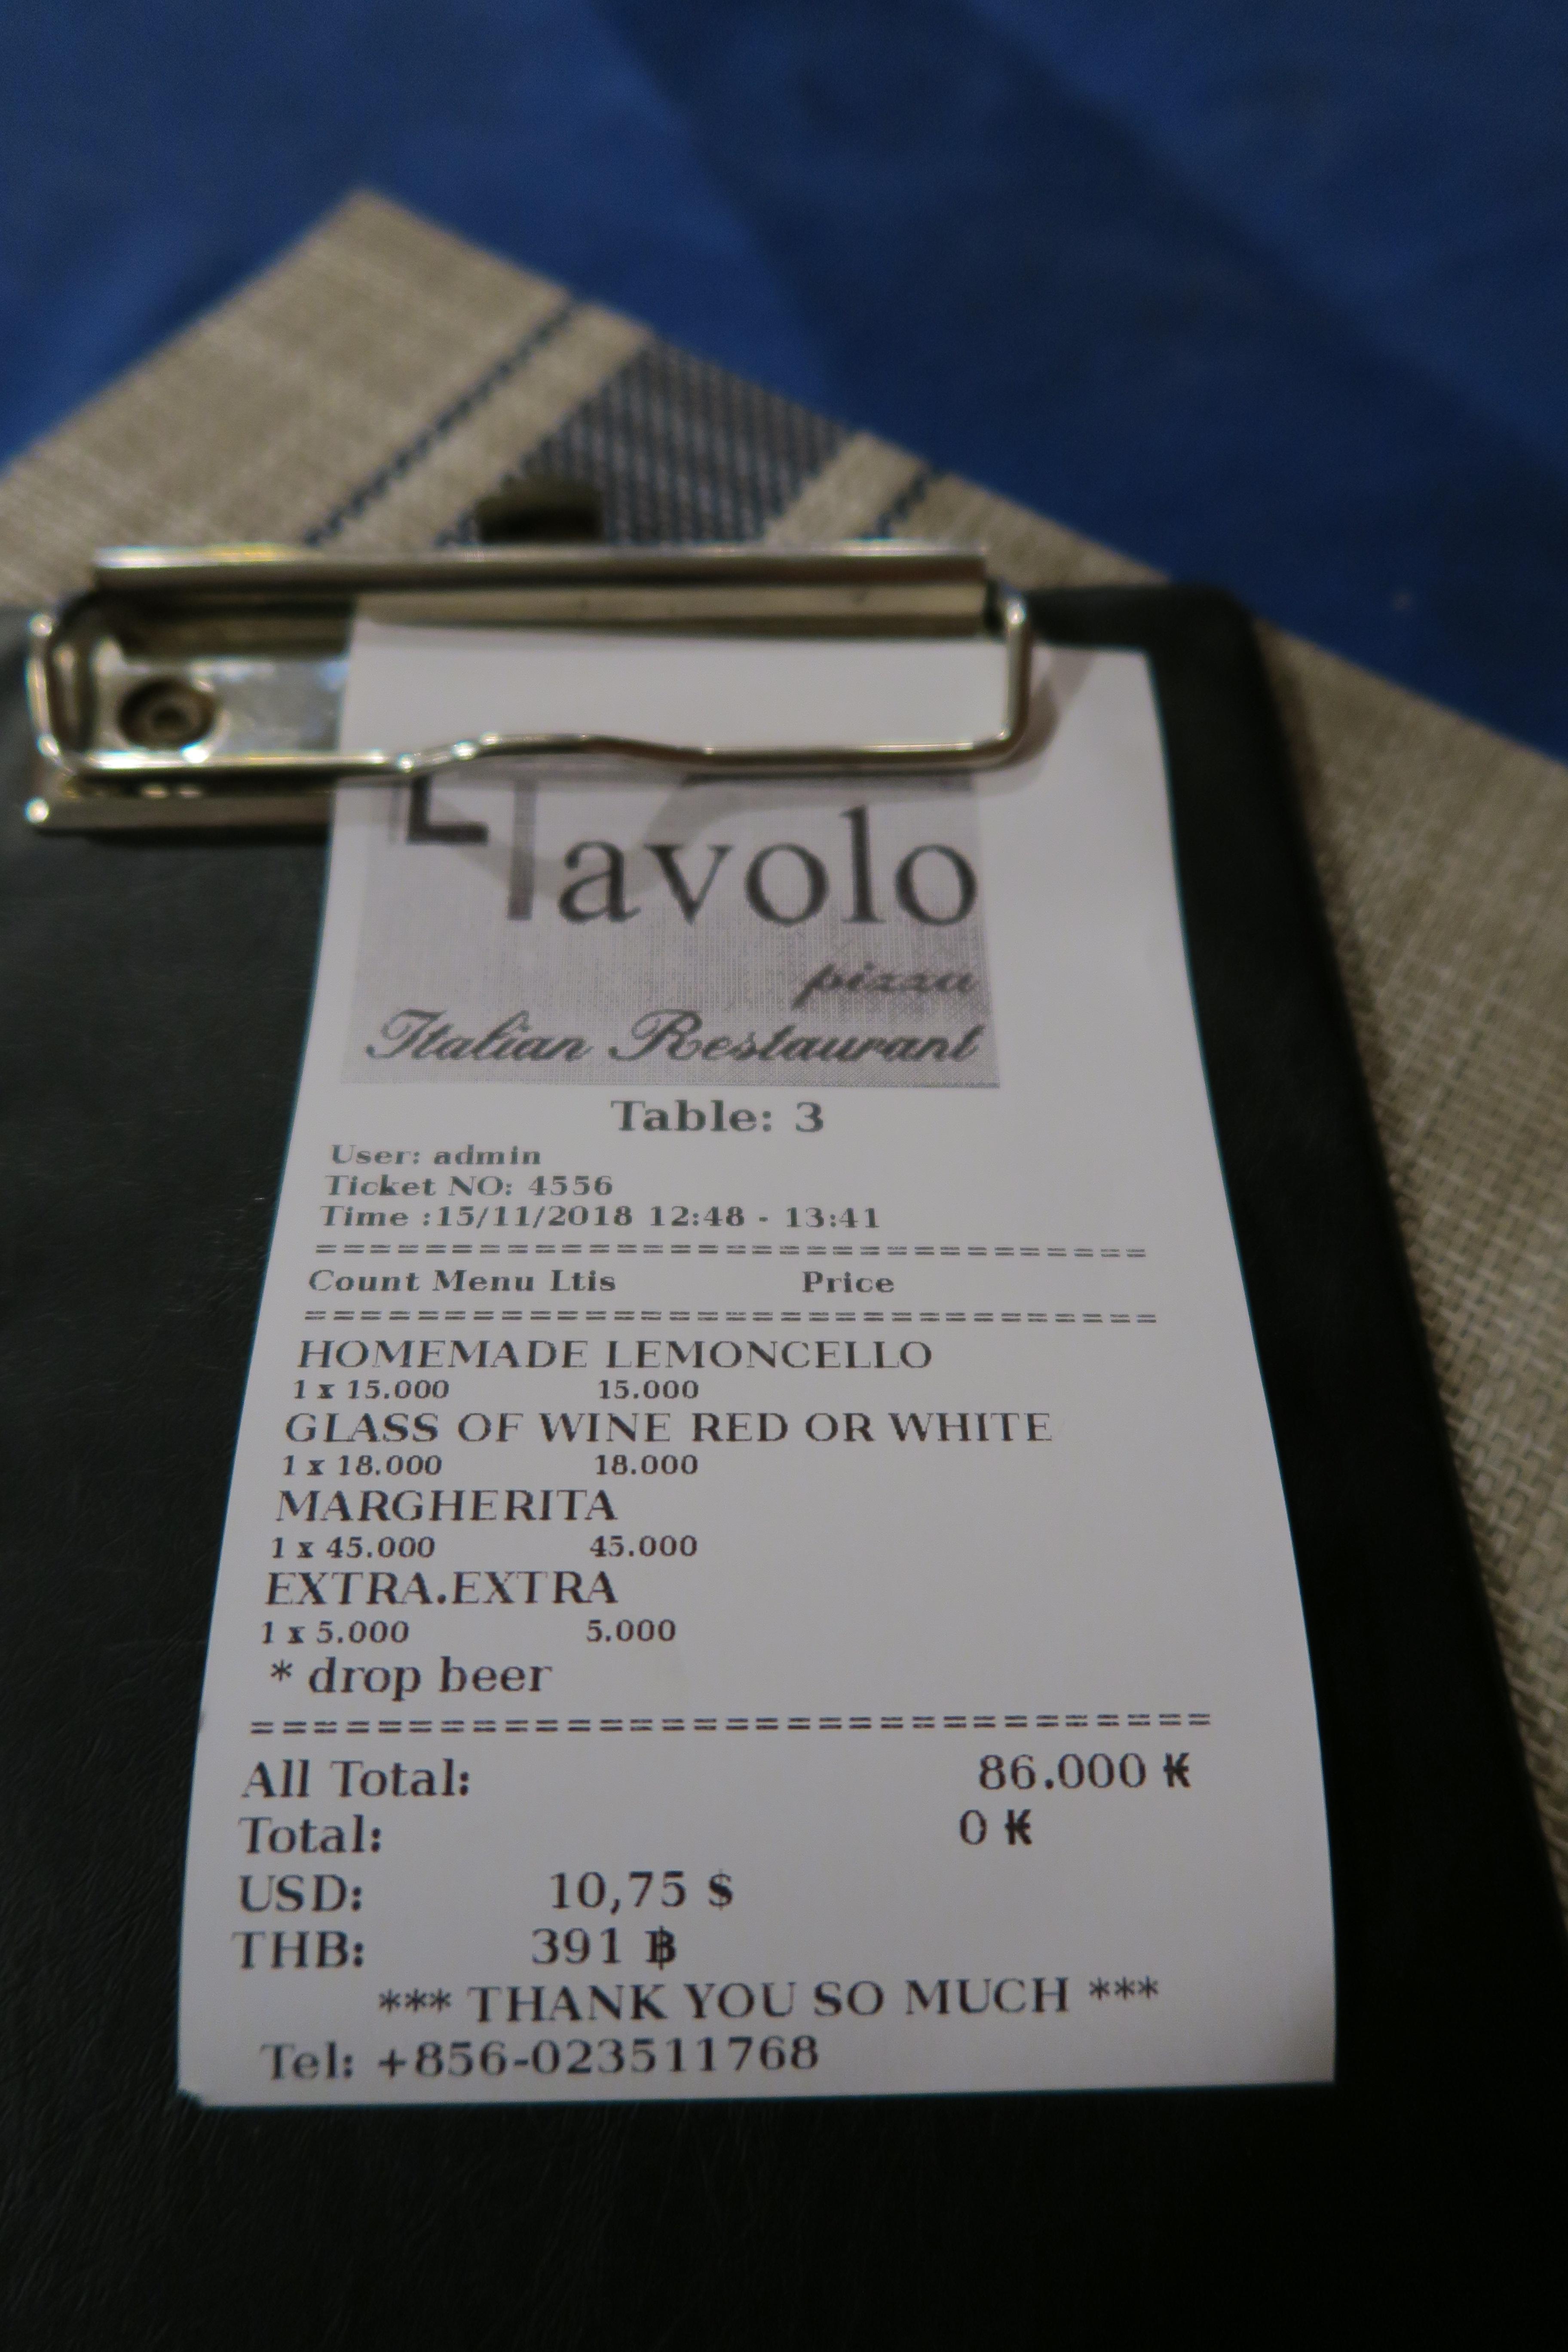 Tavolo
pizza
Italian Restaurant
Table: 3
User: admin
Ticket NO: 4556
Time :15/11/2018 12:48 - 13:41
================================
Count Menu Ltis Price
================================
HOMEMADE LEMONCELLO
1 x 15.000 15.000
GLASS OF WINE RED OR WHITE
1 x 18.000 18.000
MARGHERITA
1 x 45.000 45.000
EXTRA.EXTRA
1 x 5.000 5.000
* drop beer
================================
All Total: 86.000 ₭
Total: 0 ₭
USD: 10,75 $
THB: 391 ฿
*** THANK YOU SO MUCH ***
Tel: +856-023511768